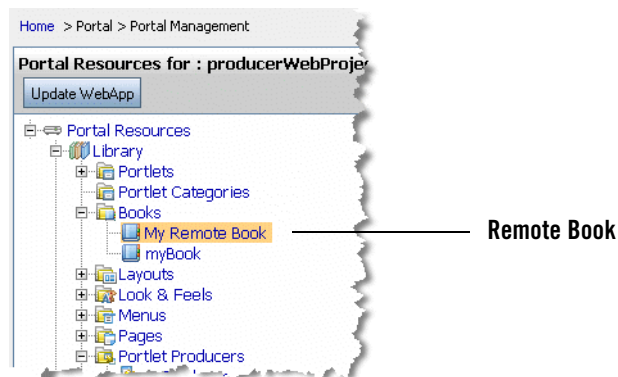 Home > Portal > Portal Management
Portal Resources for : producerWebProje
Update WebApp
Portal Resources
Library
Portlets
Portlet Categories
Books
My Remote Book
Remote Book
myBook
Layouts
Look & Feels
Menus
Pages
Portlet Producers